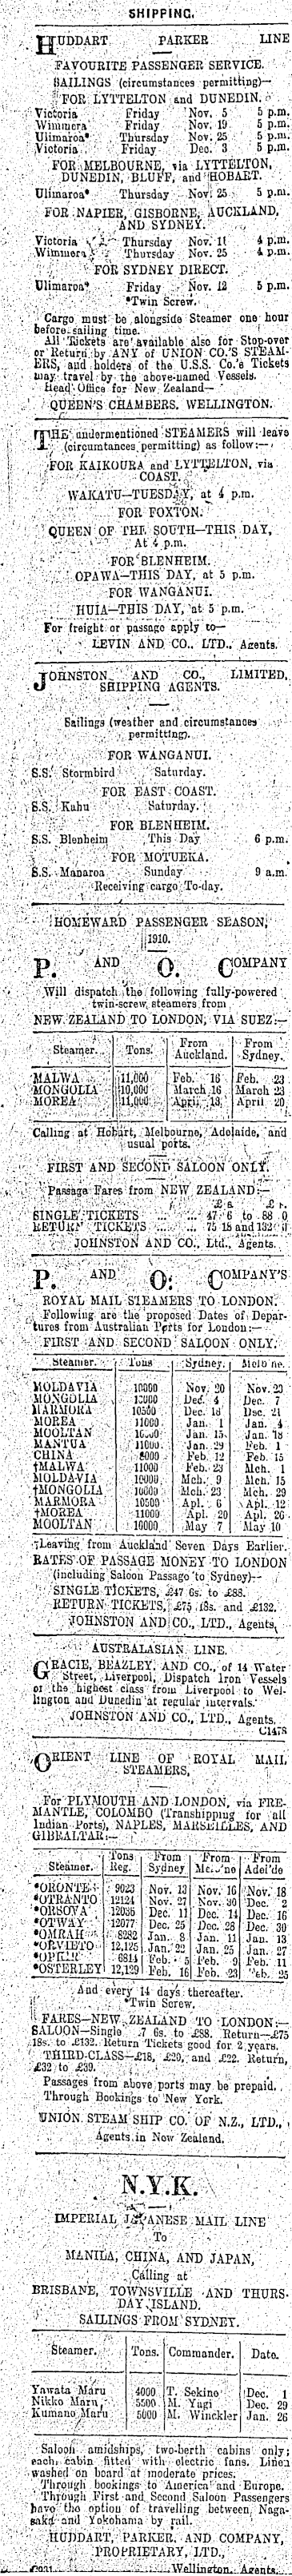 SHIPPING.
HUDDART PARKER LINE
FAVOURITE PASSENGER SERVICE.
SAILINGS (circumstances permitting)—
FOR LYTTELTON and DUNEDIN.
Victoria Friday Nov. 5 5 p.m.
Wimmera Friday Nov. 19 5 p.m.
Ulimaroa* Thursday Nov. 25 5 p.m.
Victoria Friday Dec. 3 5 p.m.
FOR MELBOURNE, via LYTTELTON,
DUNEDIN, BLUFF, and HOBART.
Ulimaroa* Thursday Nov. 25 5 p.m.
FOR NAPIER, GISBORNE, AUCKLAND,
AND SYDNEY.
Victoria Thursday Nov. 11 4 p.m.
Wimmera Thursday Nov. 25 4 p.m.
FOR SYDNEY DIRECT.
Ulimaroa* Friday Nov. 12 5 p.m.
*Twin Screw.
Cargo must be alongside Steamer one hour
before sailing time.
All Tickets are available also for Stop-over
or Return by ANY of UNION CO.'S STEAM-
ERS, and holders of the U.S.S. Co.'s Tickets
may travel by the above-named Vessels.
Head Office for New Zealand—
QUEEN'S CHAMBERS. WELLINGTON.
THE undermentioned STEAMERS will leave
(circumtances permitting) as follow:—
FOR KAIKOURA and LYTTELTON, via
COAST.
WAKATU—TUESDAY, at 4 p.m.
FOR FOXTON.
QUEEN OF THE SOUTH—THIS DAY,
At 4 p.m.
FOR BLENHEIM.
OPAWA—THIS DAY, at 5 p.m.
FOR WANGANUI.
HUIA—THIS DAY, at 5 p.m.
For freight or passage apply to—
LEVIN AND CO., LTD., Agents.
JOHNSTON AND CO., LIMITED,
SHIPPING AGENTS.
Sailings (weather and circumstances
permitting).
FOR WANGANUI.
S.S. Stormbird Saturday.
FOR EAST COAST.
S.S. Kahu Saturday.
FOR BLENHEIM.
S.S. Blenheim This Day 6 p.m.
FOR MOTUEKA.
S.S. Manaroa Sunday 9 a.m.
Receiving cargo To-day.
HOMEWARD PASSENGER SEASON,
1910.
P. AND O. COMPANY
Will dispatch the following fully-powered
twin-screw steamers from
NEW ZEALAND TO LONDON, VIA SUEZ:—
Steamer. Tons. From Auckland. From Sydney.
MALWA 11,000 Feb. 16 Feb. 23
MONGOLIA 10,000 March 16 March 23
MOREA 11,000 April 13 April 20
Calling at Hobart, Melbourne, Adelaide, and
usual ports.
FIRST AND SECOND SALOON ONLY.
Passage Fares from NEW ZEALAND:—
£ s. £ s.
SINGLE TICKETS ... ... 47 6 to 88 0
RETURN TICKETS ... ... 75 18 and 132 0
JOHNSTON AND CO., Ltd., Agents.
P. AND O. COMPANY'S
ROYAL MAIL STEAMERS TO LONDON.
Following are the proposed Dates of Depar-
tures from Australian Ports for London:—
FIRST AND SECOND SALOON ONLY.
Steamer. Tons Sydney. Melb'ne.
MOLDAVIA 10000 Nov. 20 Nov. 23
MONGOLIA 10000 Dec. 4 Dec. 7
MARMORA 10500 Dec. 18 Dec. 21
MOREA 11000 Jan. 1 Jan. 4
MOOLTAN 10000 Jan. 15 Jan. 18
MANTUA 11000 Jan. 29 Feb. 1
CHINA 8000 Feb. 12 Feb. 15
†MALWA 11000 Feb. 23 Mch. 1
MOLDAVIA 10000 Mch. 9 Mch. 15
†MONGOLIA 10000 Mch. 23 Mch. 29
MARMORA 10500 Apl. 6 Apl. 12
†MOREA 11000 Apl. 20 Apl. 26
MOOLTAN 10000 May 7 May 10
†Leaving from Auckland Seven Days Earlier.
RATES OF PASSAGE MONEY TO LONDON
(including Saloon Passage to Sydney)—
SINGLE TICKETS, £47 6s. to £88.
RETURN TICKETS, £75 18s. and £132.
JOHNSTON AND CO., LTD., Agents,
AUSTRALASIAN LINE.
GRACIE, BEAZLEY, AND CO., of 14 Water
Street, Liverpool, Dispatch Iron Vessels
of the highest class from Liverpool to Wel-
lington and Dunedin at regular intervals.
JOHNSTON AND CO., LTD., Agents.
C1478
ORIENT LINE OF ROYAL MAIL
STEAMERS,
For PLYMOUTH AND LONDON, via FRE-
MANTLE, COLOMBO (Transhipping for all
Indian Ports), NAPLES, MARSEILLES, AND
GIBRALTAR:—
Steamer. Tons Reg. From Sydney From From Adel'de
*ORONTES 9023 Nov. 13 Nov. 16 Nov. 18
*OTRANTO 12124 Nov. 27 Nov. 30 Dec. 2
*ORSOVA 12036 Dec. 11 Dec. 14 Dec. 16
*OTWAY 12077 Dec. 25 Dec. 28 Dec. 30
*OMRAH 8282 Jan. 8 Jan. 11 Jan. 13
*ORVIETO 12,125 Jan. 22 Jan. 25 Jan. 27
*OPHIR 6814 Feb. 5 Feb. 9 Feb. 11
*OSTERLEY 12,129 Feb. 16 Feb. 23 Feb. 25
And every 14 days thereafter.
*Twin Screw.
FARES—NEW ZEALAND TO LONDON:—
SALOON—Single 7 6s. to £88. Return—£75
18s. to £132. Return Tickets good for 2 years.
THIRD-CLASS—£18, £20, and £22. Return,
£32 to £39.
Passages from above ports may be prepaid.
Through Bookings to New York.
UNION STEAM SHIP CO. OF N.Z., LTD.,
Agents in New Zealand.
N.Y.K.
IMPERIAL JAPANESE MAIL LINE
To
MANILA, CHINA, AND JAPAN,
Calling at
BRISBANE, TOWNSVILLE AND THURS-
DAY ISLAND.
SAILINGS FROM SYDNEY.
Steamer. Tons. Commander. Date.
Yawata Maru 4000 T. Sekino Dec. 1
Nikko Maru 5500 M. Yagi Dec. 29
Kumano Maru 5000 M. Winckler Jan. 26
Saloon amidships, two-berth cabins only;
each cabin fitted with electric fans. Linen
washed on board at moderate prices.
Through bookings to America and Europe.
Through First and Second Saloon Passengers
have the option of travelling between Naga-
saki and Yokohama by rail.
HUDDART, PARKER, AND COMPANY,
PROPRIETARY, LTD.,
Wellington, Agents.